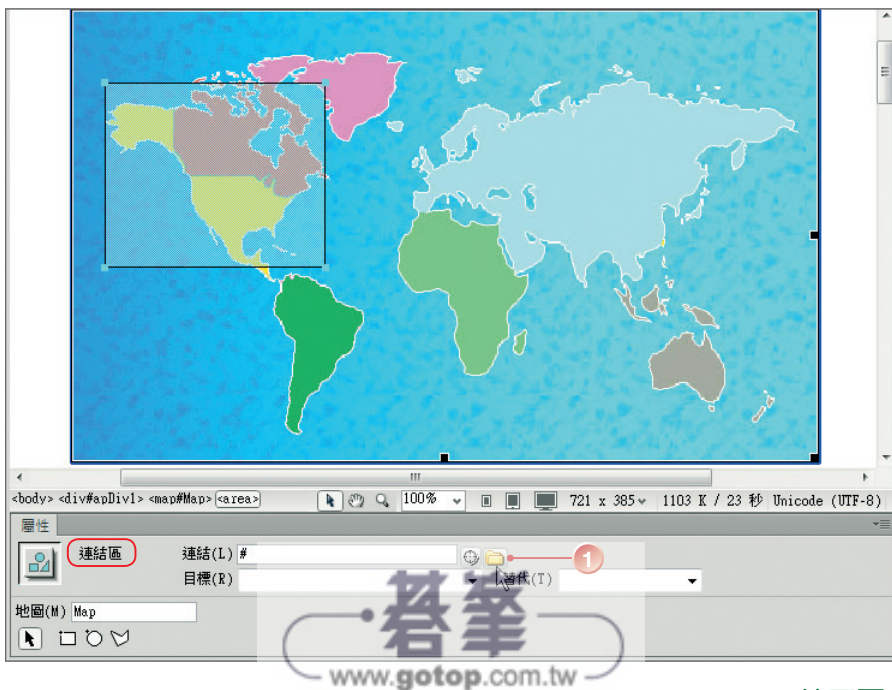 <body> <div#apDiv1> <map#Map> <area> 100% 721 x 385 1103 K / 23 秒 Unicode (UTF-8)
屬性
連結區 連結(L) # 1
目標(R) 替代(T)
地圖(M) Map
碁峯
www.gotop.com.tw